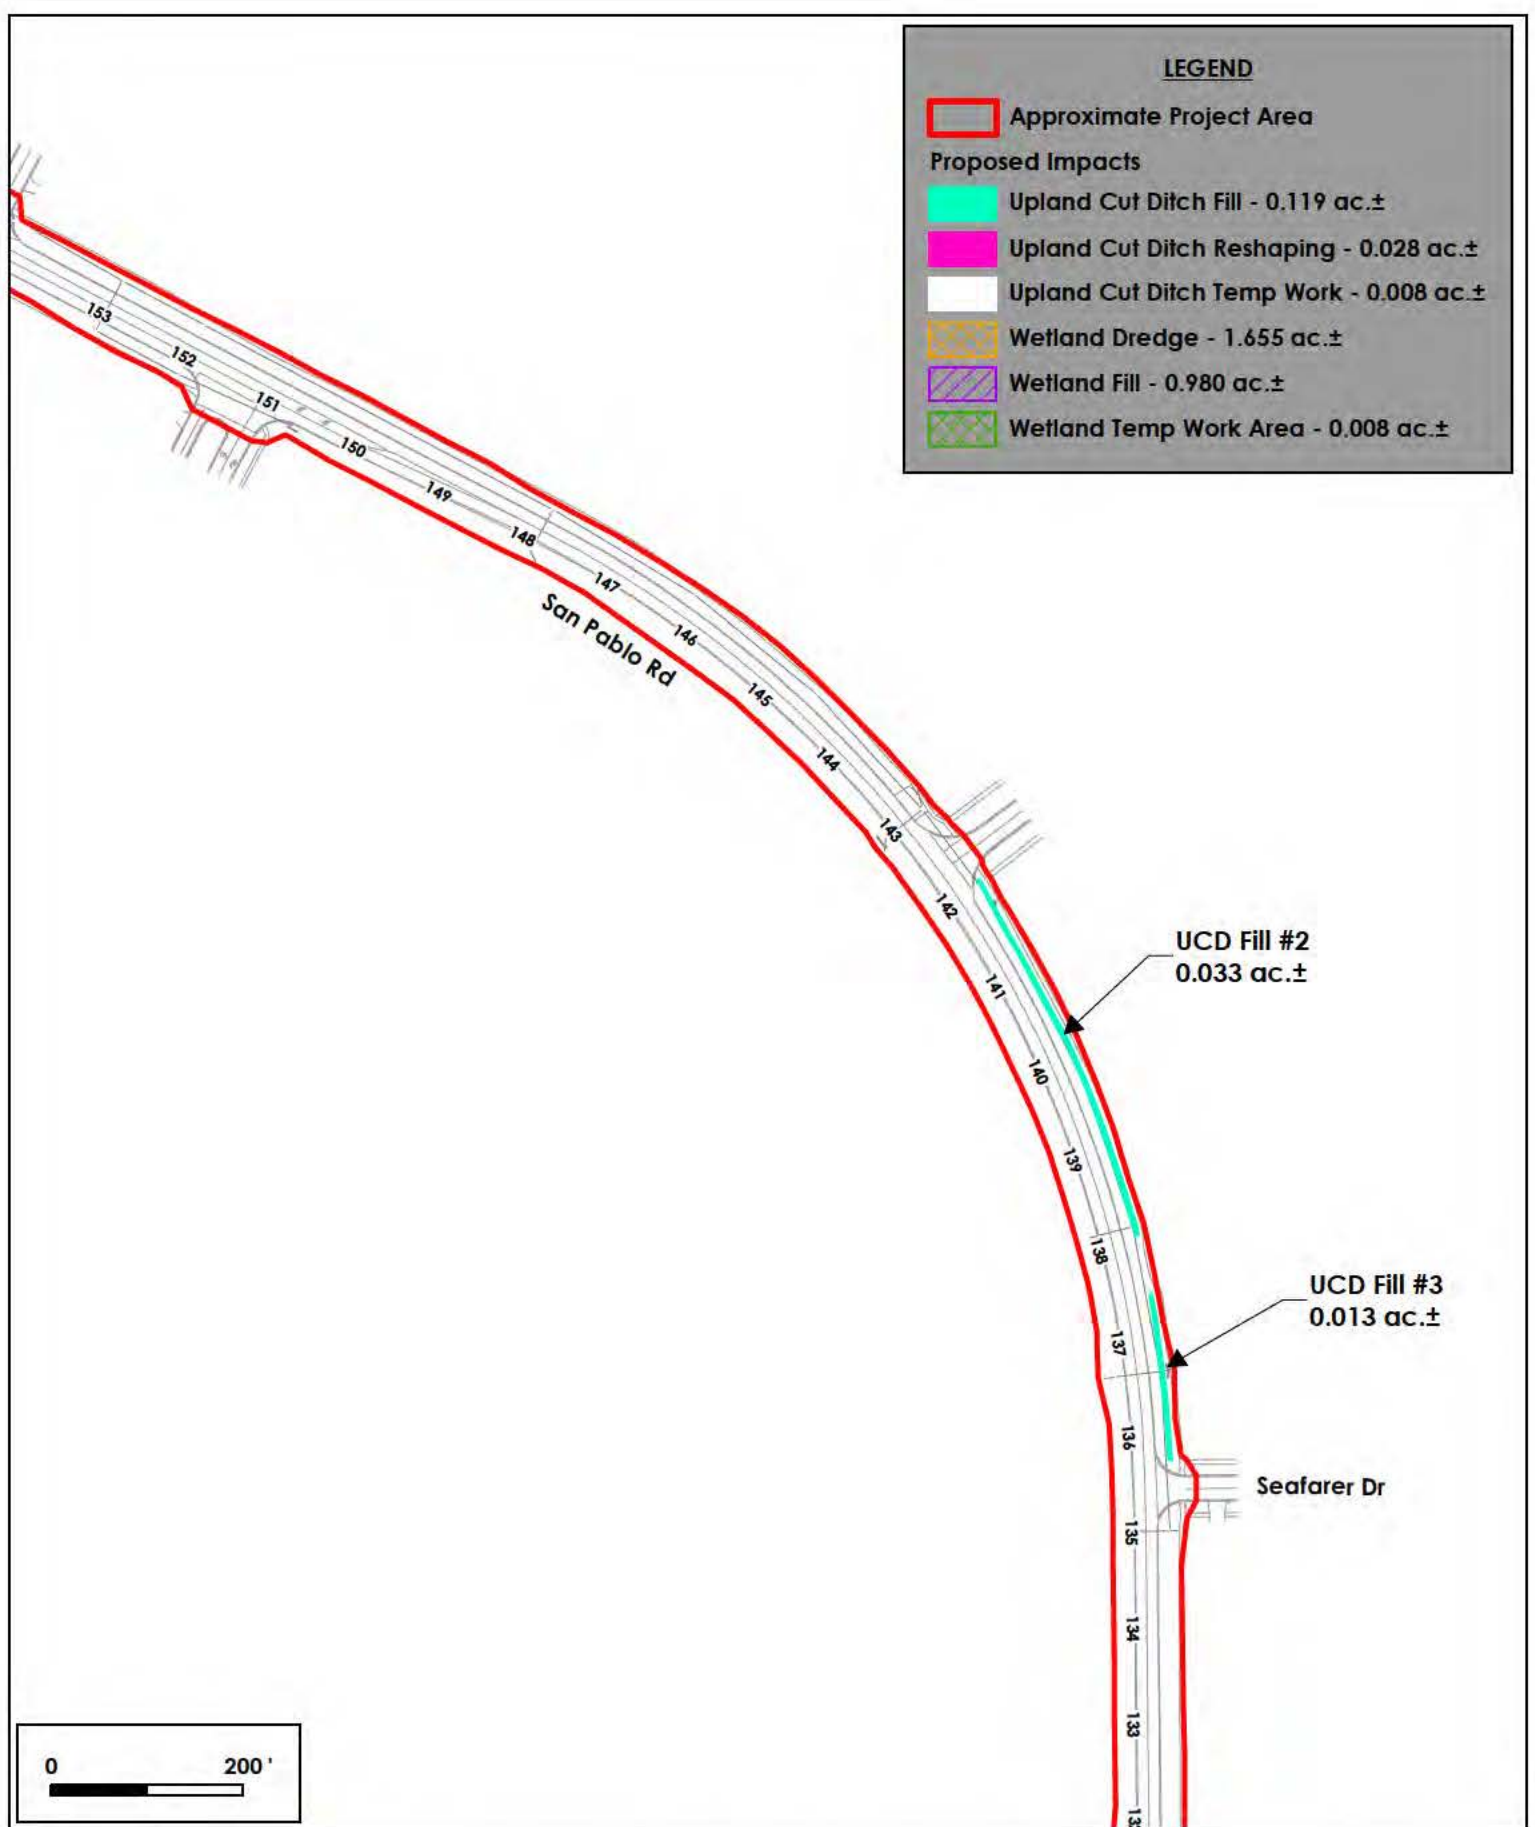 LEGEND
Approximate Project Area
Proposed Impacts
Upland Cut Ditch Fill - 0.119 ac.±
Upland Cut Ditch Reshaping - 0.028 ac.±
Upland Cut Ditch Temp Work - 0.008 ac.±
Wetland Dredge - 1.655 ac.±
Wetland Fill - 0.980 ac.±
Wetland Temp Work Area - 0.008 ac.±
153
152
151
150
149
148
147
146
145
144
143
142
141
140
139
138
137
136
135
134
133
San Pablo Rd
UCD Fill #2
0.033 ac.±
UCD Fill #3
0.013 ac.±
Seafarer Dr
0 200 '